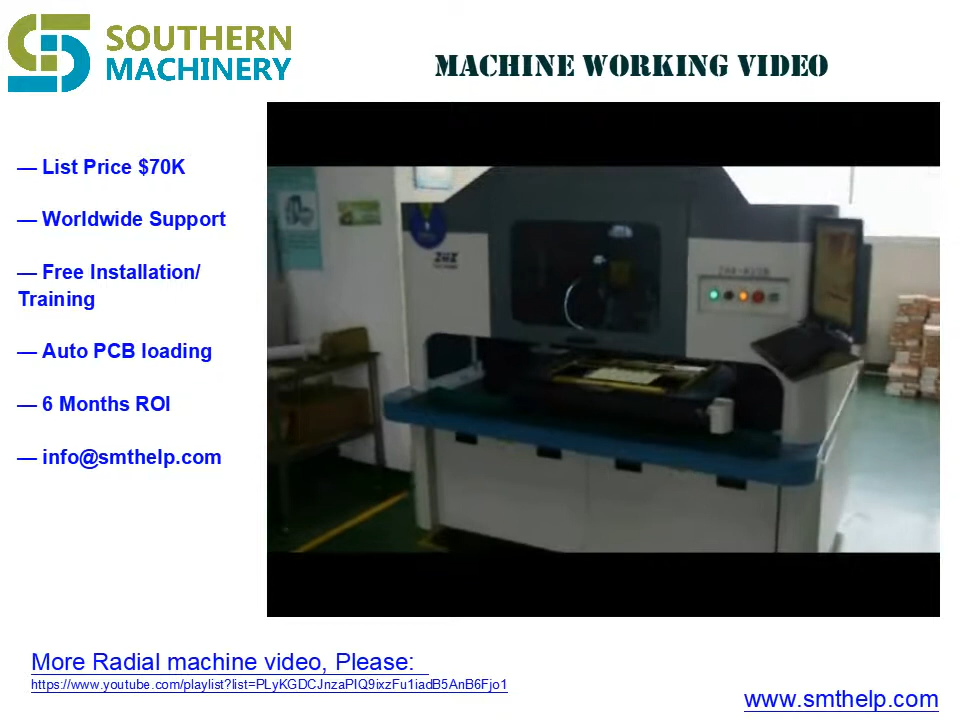 SOUTHERN
MACHINERY
MACHINE WORKING VIDEO
— List Price $70K
— Worldwide Support
— Free Installation/
Training
— Auto PCB loading
— 6 Months ROI
— info@smthelp.com
More Radial machine video, Please:
https://www.youtube.com/playlist?list=PLyKGDCJnzaPIQ9ixzFu1iadB5AnB6Fjo1
www.smthelp.com